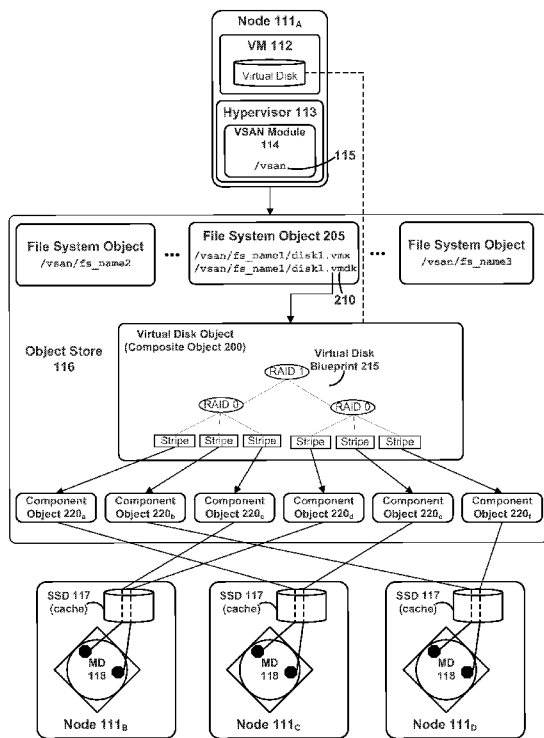 Node 111A
VM 112
Virtual Disk
Hypervisor 113
VSAN Module
114
/vsan
115
File System Object
/vsan/fs_name2
...
File System Object 205
/vsan/fs_name1/disk1.vmx
/vsan/fs_name1/disk1.vmdk
...
File System Object
/vsan/fs_name3
210
Object Store
116
Virtual Disk Object
(Composite Object 200)
Virtual Disk
Blueprint 215
RAID 1
RAID 0
RAID 0
Stripe
Stripe
Stripe
Stripe
Stripe
Stripe
Component
Object 220a
Component
Object 220b
Component
Object 220c
Component
Object 220d
Component
Object 220e
Component
Object 220f
SSD 117
(cache)
MD
118
Node 111B
SSD 117
(cache)
MD
118
Node 111C
SSD 117
(cache)
MD
118
Node 111D